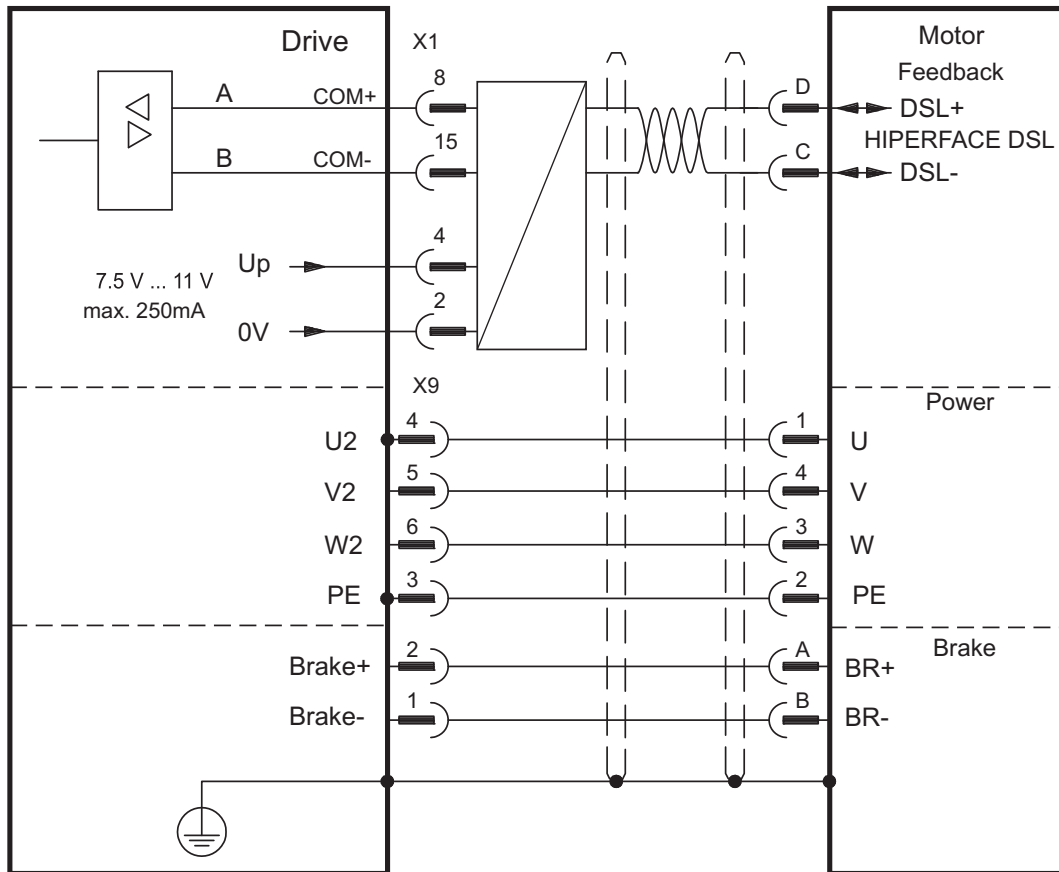 Drive
X1
Motor
Feedback
A
COM+
8
D
DSL+
HIPERFACE DSL
B
COM-
15
C
DSL-
7.5 V ... 11 V
max. 250mA
Up
4
0V
2
X9
Power
U2
4
1
U
V2
5
4
V
W2
6
3
W
PE
3
2
PE
Brake
Brake+
2
A
BR+
Brake-
1
B
BR-